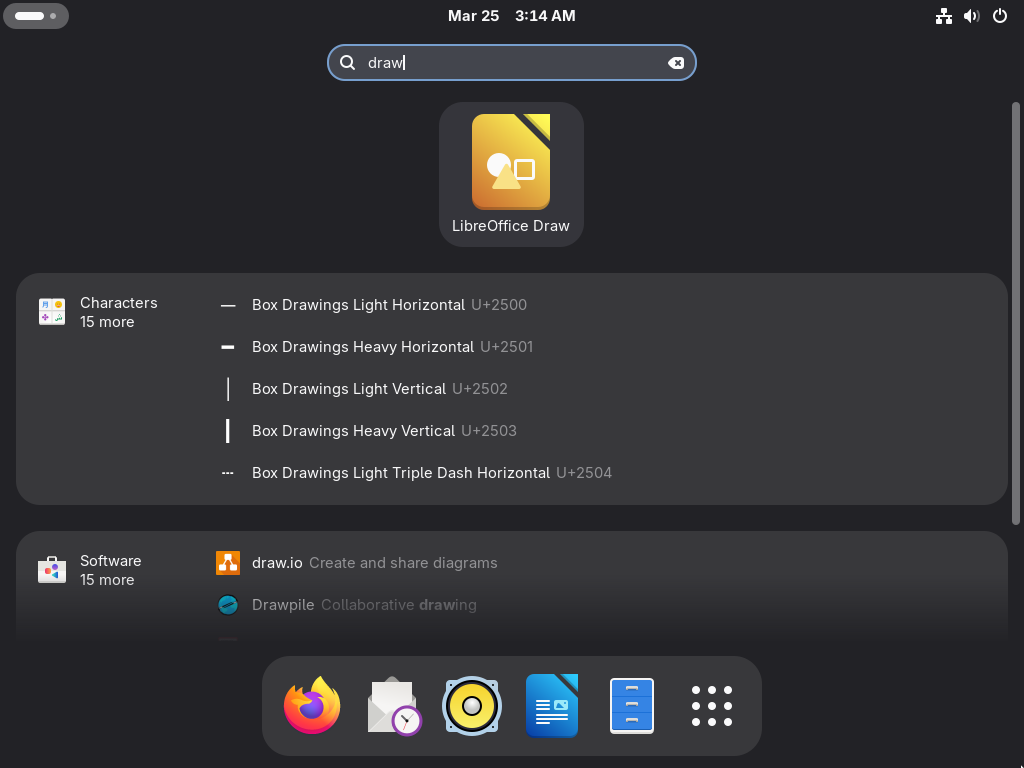 Mar 25 3:14 AM
draw
LibreOffice Draw
Characters
15 more
Box Drawings Light Horizontal U+2500
Box Drawings Heavy Horizontal U+2501
Box Drawings Light Vertical U+2502
Box Drawings Heavy Vertical U+2503
Box Drawings Light Triple Dash Horizontal U+2504
Software
15 more
draw.io Create and share diagrams
Drawpile Collaborative drawing